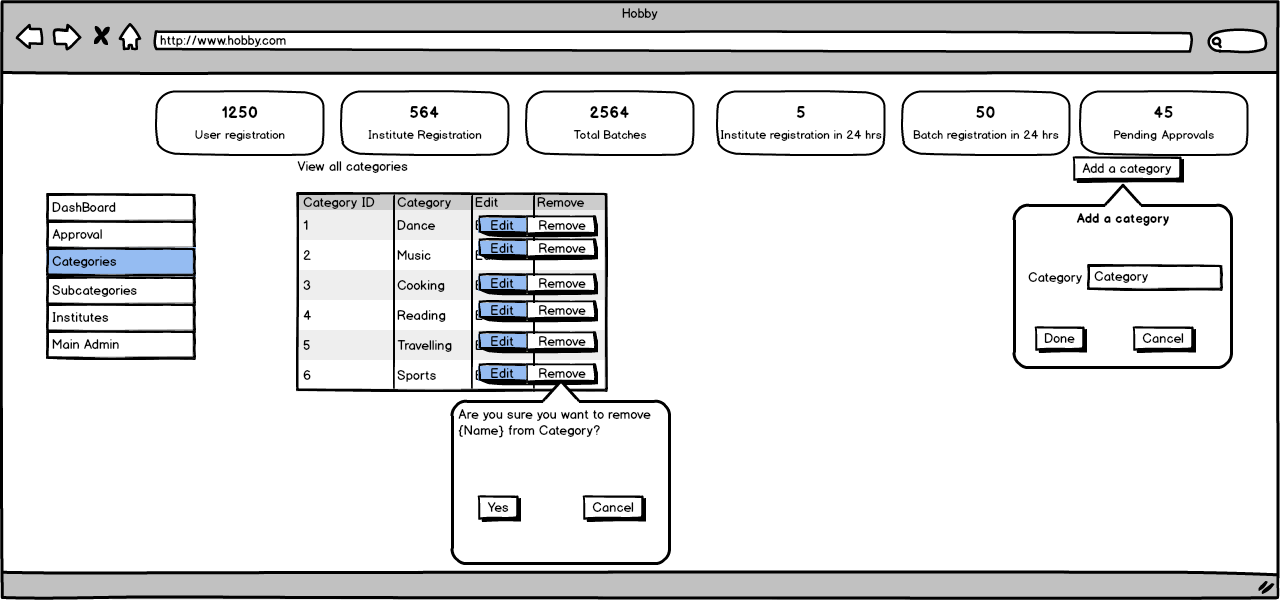 Hobby
http://www.hobby.com
1250
User registration
564
Institute Registration
2564
Total Batches
5
Institute registration in 24 hrs
50
Batch registration in 24 hrs
45
Pending Approvals
View all categories
Add a category
DashBoard
Approval
Categories
Subcategories
Institutes
Main Admin
Category ID Category Edit Remove
1 Dance Edit Remove
2 Music Edit Remove
3 Cooking Edit Remove
4 Reading Edit Remove
5 Travelling Edit Remove
6 Sports Edit Remove
Add a category
Category Category
Done Cancel
Are you sure you want to remove
{Name} from Category?
Yes Cancel